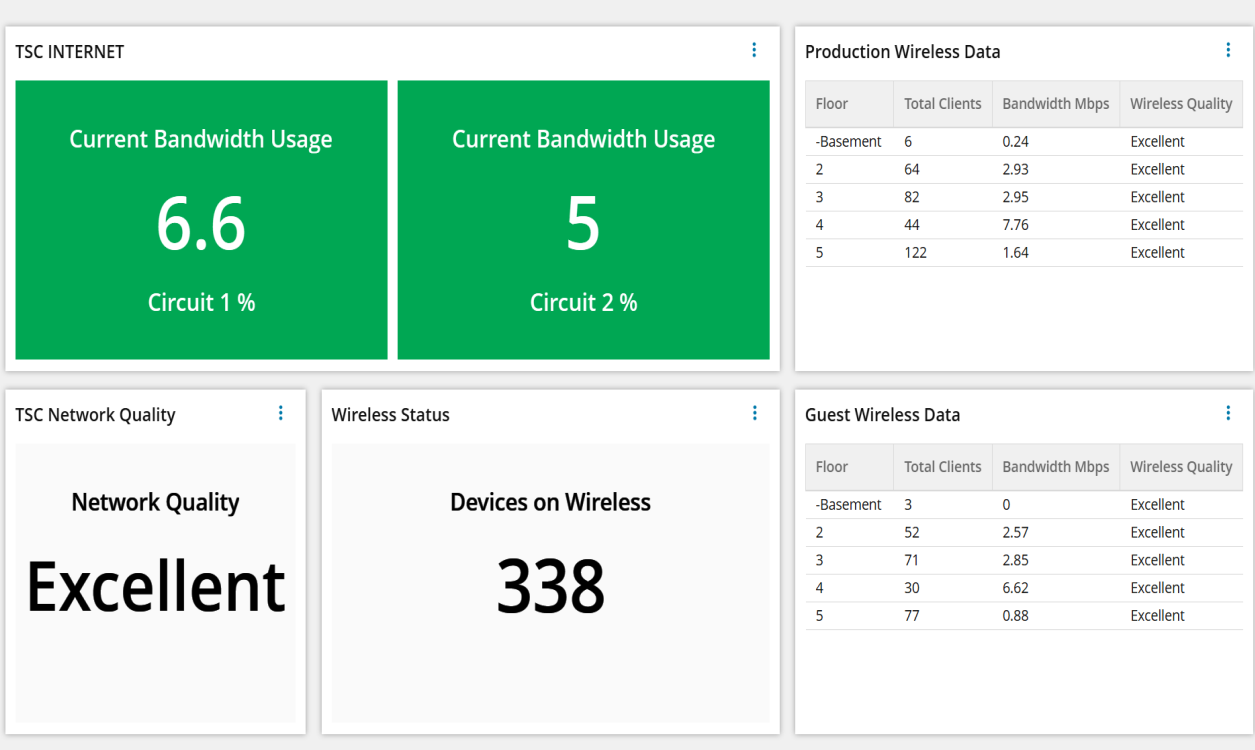 TSC INTERNET
Current Bandwidth Usage
6.6
Circuit 1 %
Current Bandwidth Usage
5
Circuit 2 %
Production Wireless Data
Floor Total Clients Bandwidth Mbps Wireless Quality
-Basement 6 0.24 Excellent
2 64 2.93 Excellent
3 82 2.95 Excellent
4 44 7.76 Excellent
5 122 1.64 Excellent
TSC Network Quality
Network Quality
Excellent
Wireless Status
Devices on Wireless
338
Guest Wireless Data
Floor Total Clients Bandwidth Mbps Wireless Quality
-Basement 3 0 Excellent
2 52 2.57 Excellent
3 71 2.85 Excellent
4 30 6.62 Excellent
5 77 0.88 Excellent